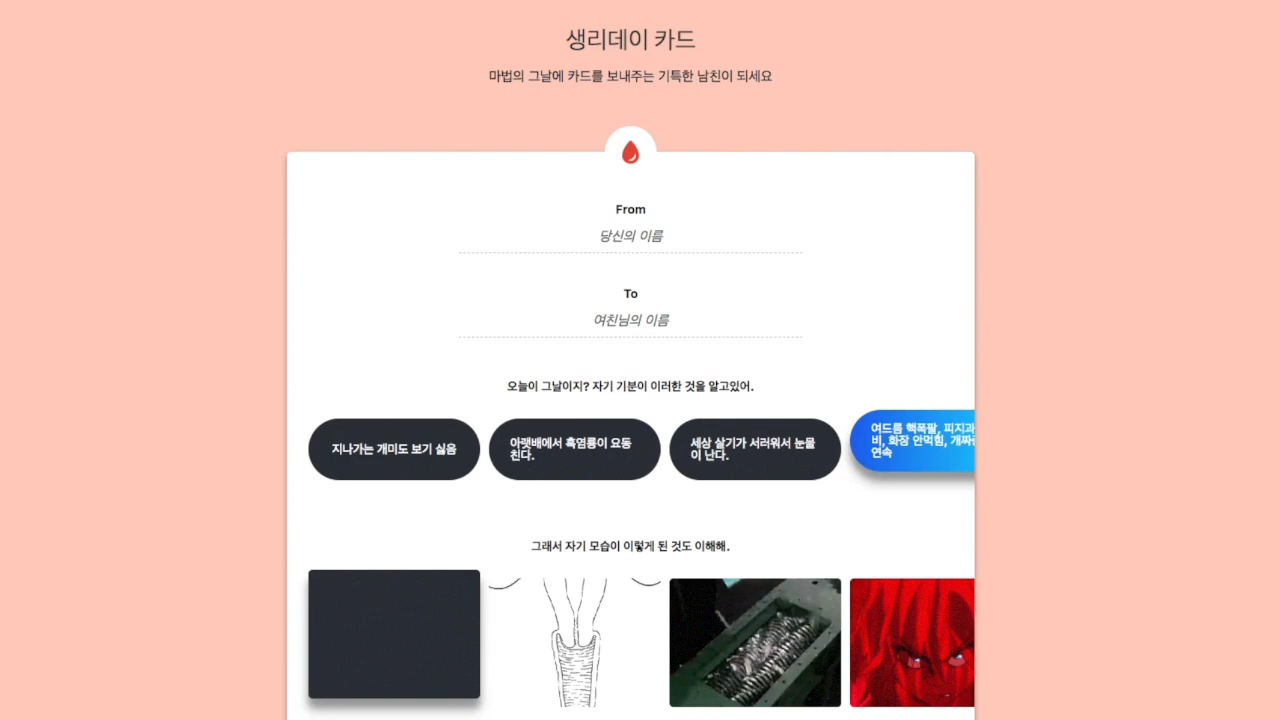 생리데이 카드
마법의 그날에 카드를 보내주는 기특한 남친이 되세요
From
당신의 이름
To
여친님의 이름
오늘이 그날이지? 자기 기분이 이러한 것을 알고있어.
지나가는 개미도 보기 싫음
아랫배에서 흑염룡이 요동
친다.
세상 살기가 서러워서 눈물
이 난다.
여드름 핵폭팔, 피지과
비, 화장 안먹힘, 개짜
연속
그래서 자기 모습이 이렇게 된 것도 이해해.